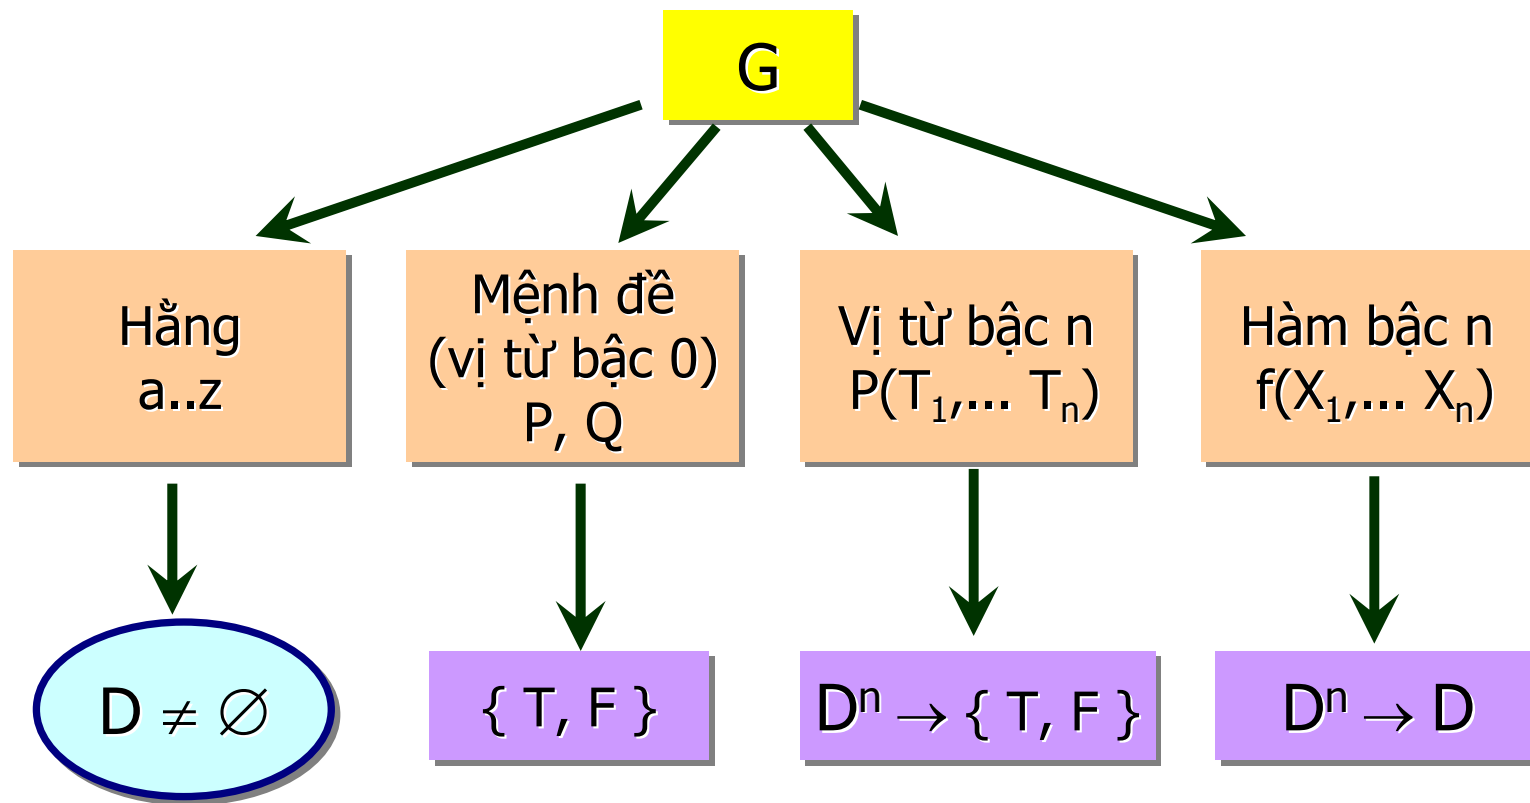 G
Hằng
a..z
Mệnh đề
(vị từ bậc 0)
P, Q
Vị từ bậc n
P(T₁,... Tₙ)
Hàm bậc n
f(X₁,... Xₙ)
D ≠ ∅
{ T, F }
Dⁿ → { T, F }
Dⁿ → D